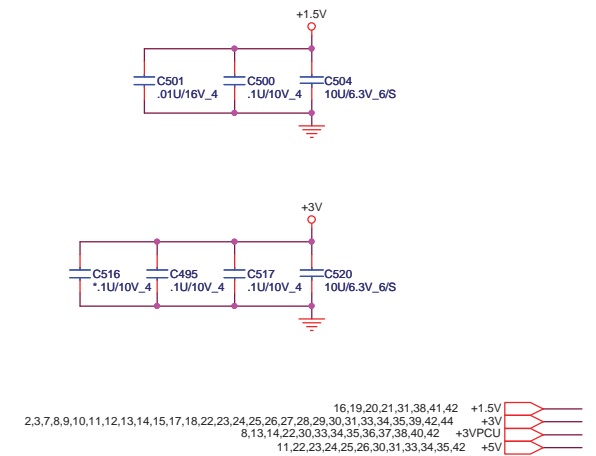 +1.5V
C501 C500 C504
.01U/16V_4 .1U/10V_4 10U/6.3V_6/S
+3V
C516 C495 C517 C520
*.1U/10V_4 .1U/10V_4 .1U/10V_4 10U/6.3V_6/S
16,19,20,21,31,38,41,42 +1.5V
2,3,7,8,9,10,11,12,13,14,15,17,18,22,23,24,25,26,27,28,29,30,31,33,34,35,39,42,44 +3V
8,13,14,22,30,33,34,35,36,37,38,40,42 +3VPCU
11,22,23,24,25,26,30,31,33,34,35,42 +5V